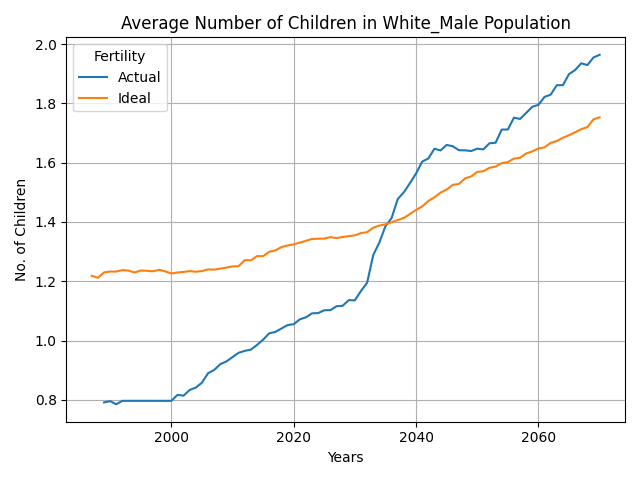 Average Number of Children in White_Male Population
Fertility
Actual
Ideal
No. of Children
2.0
1.8
1.6
1.4
1.2
1.0
0.8
2000
2020
2040
2060
Years